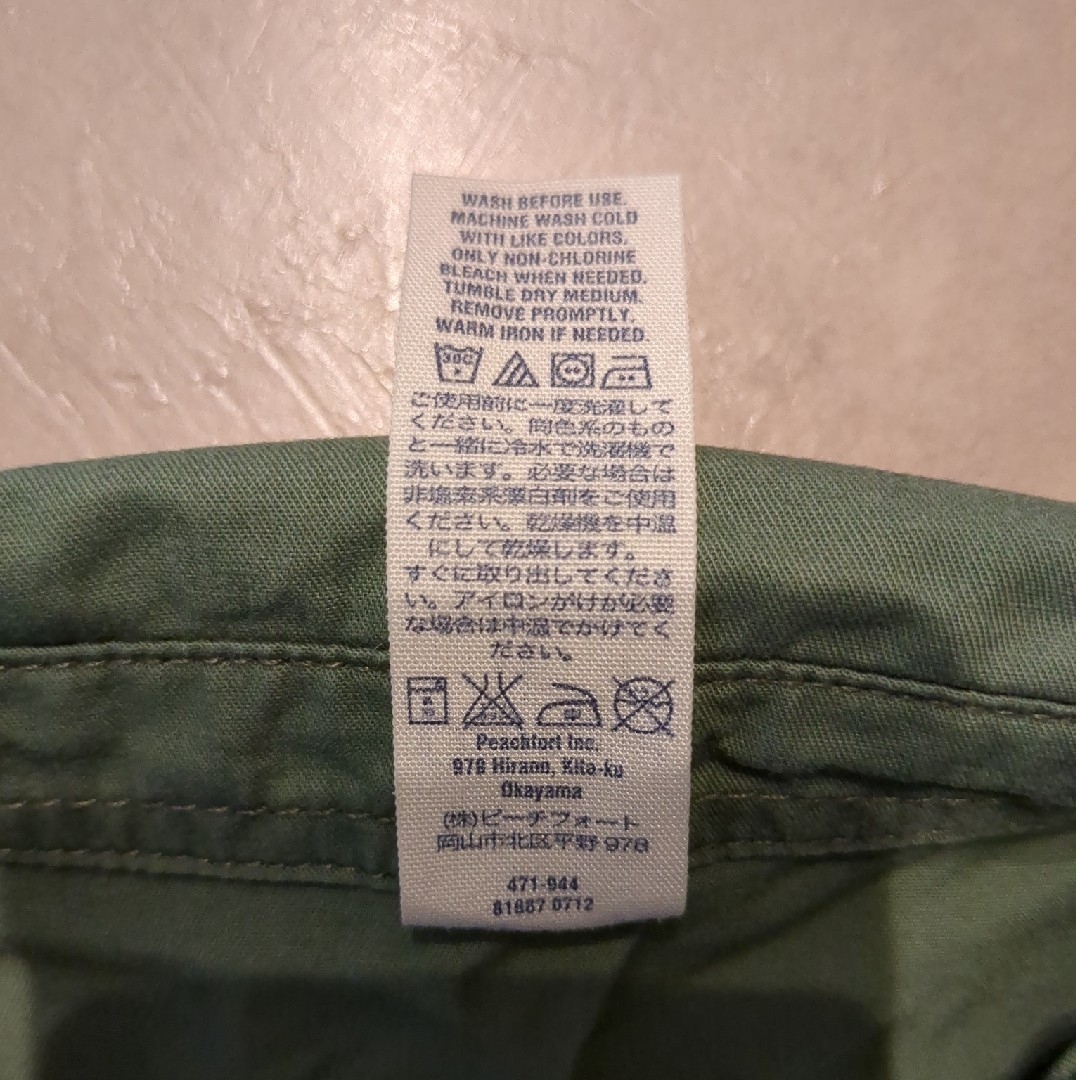 WASH BEFORE USE.
MACHINE WASH COLD
WITH LIKE COLORS.
ONLY NON-CHLORINE
BLEACH WHEN NEEDED.
TUMBLE DRY MEDIUM.
REMOVE PROMPTLY.
WARM IRON IF NEEDED.
30C
ご使用前に一度洗濯して
ください。同色系のもの
と一緒に冷水で洗濯機で
洗います。必要な場合は
非塩素系漂白剤をご使用
ください。乾燥機を中温
にして乾燥します。
すぐに取り出してくださ
い。アイロンがけが必要
な場合は中温でかけてく
ださい。
Peachfort Inc.
978 Hirano, Kita-ku
Okayama
(株)ピーチフォート
岡山市北区平野978
471-944
81887 0712